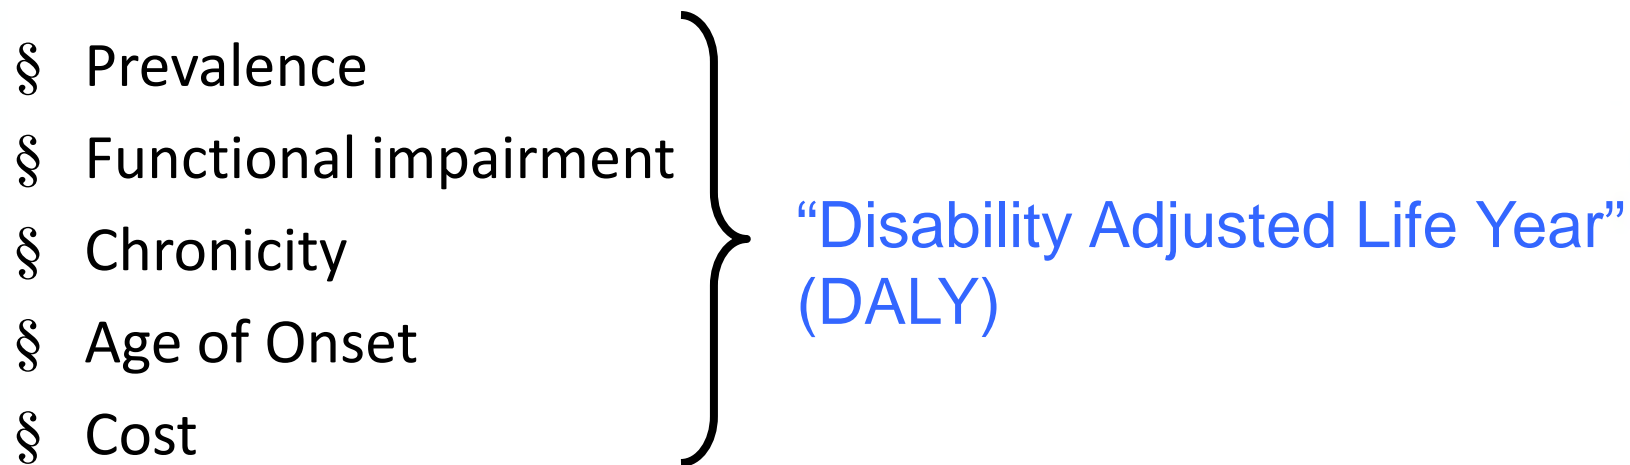 § Prevalence
§ Functional impairment
§ Chronicity
§ Age of Onset
§ Cost
“Disability Adjusted Life Year”
(DALY)